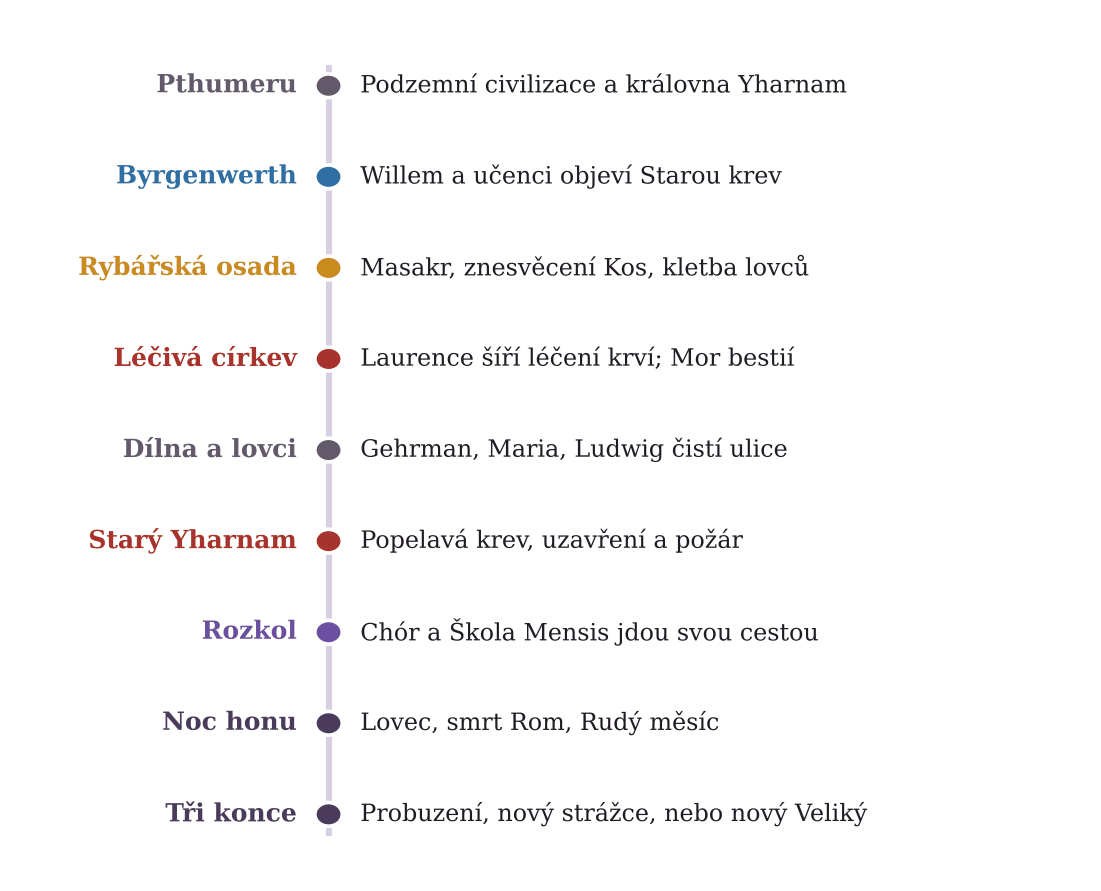 Pthumeru Podzemní civilizace a královna Yharnam
Byrgenwerth Willem a učenci objeví Starou krev
Rybářská osada Masakr, znesvěcení Kos, kletba lovců
Léčivá církev Laurence šíří léčení krví; Mor bestií
Dílna a lovci Gehrman, Maria, Ludwig čistí ulice
Starý Yharnam Popelavá krev, uzavření a požár
Rozkol Chór a Škola Mensis jdou svou cestou
Noc honu Lovec, smrt Rom, Rudý měsíc
Tři konce Probuzení, nový strážce, nebo nový Veliký